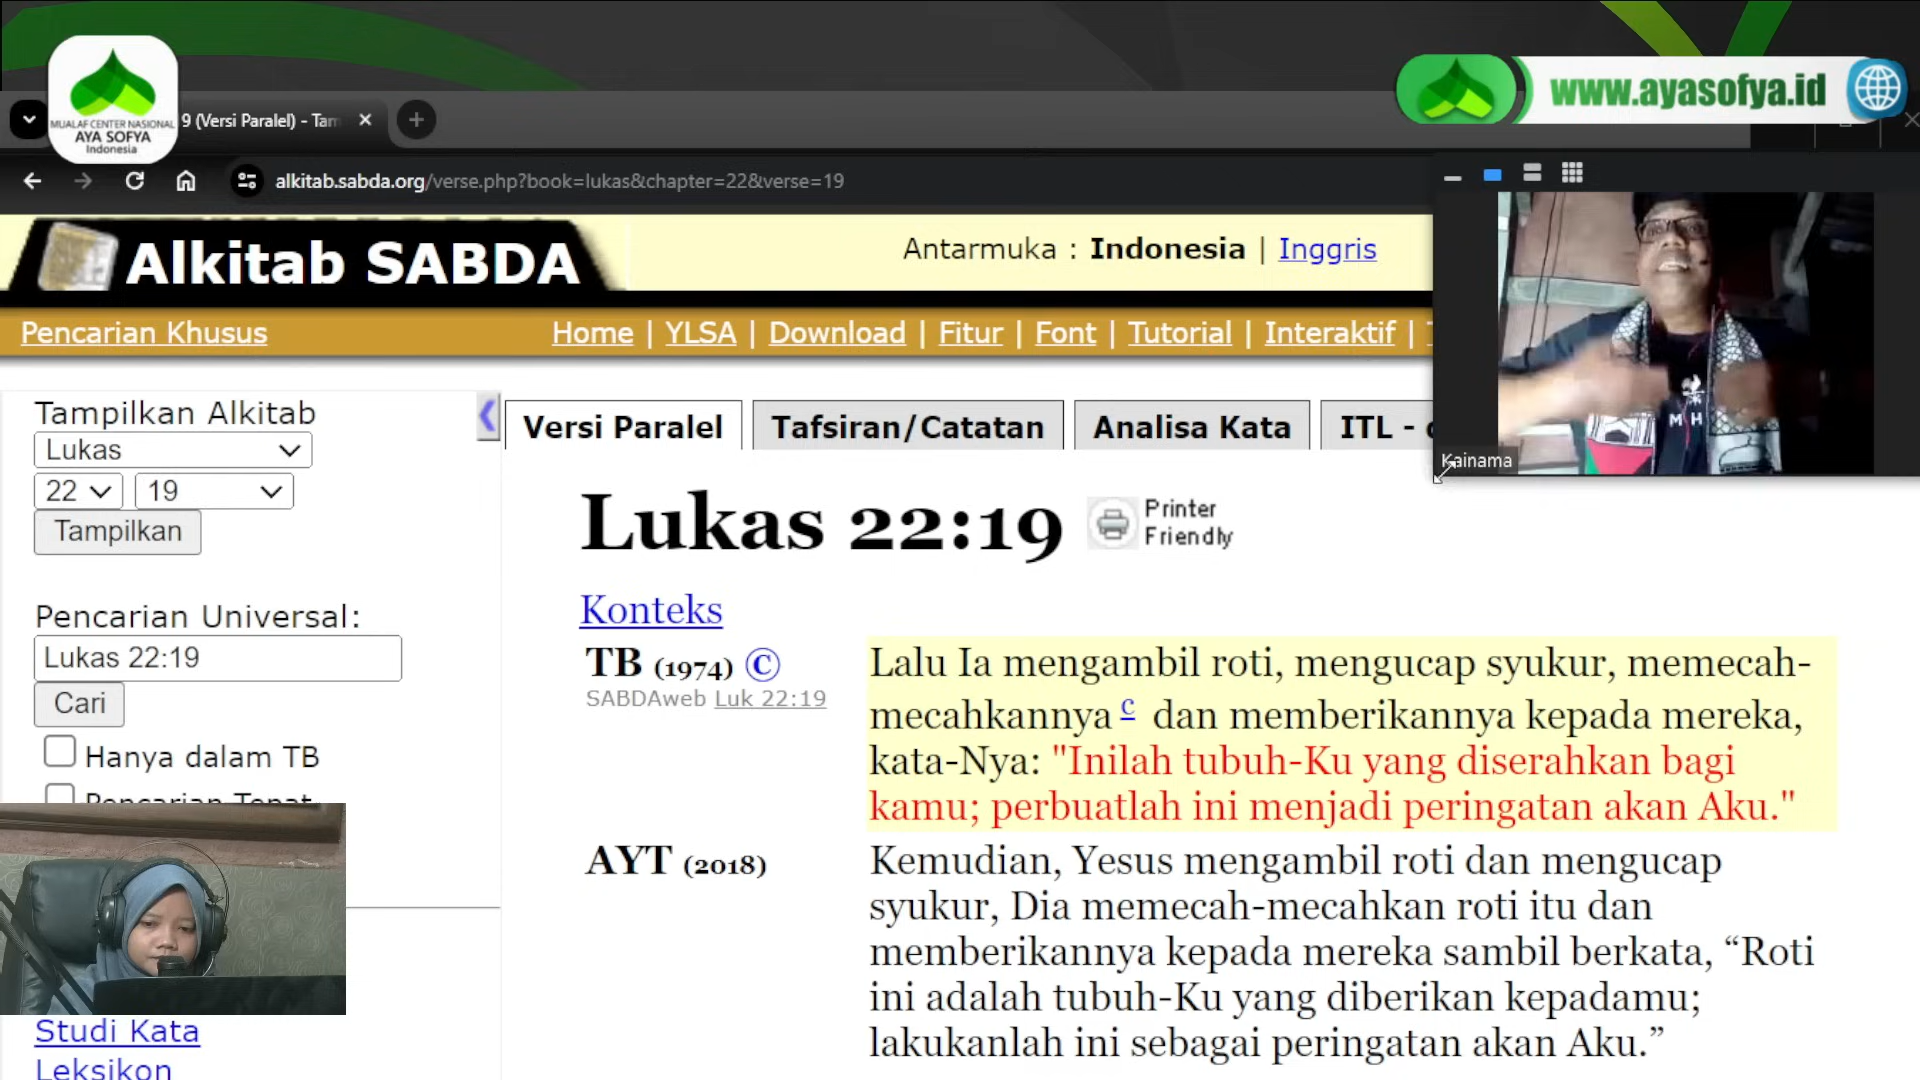 MUALAF CENTER NASIONAL
AYA SOFYA
Indonesia
9 (Versi Paralel) - Tam
www.ayasofya.id
alkitab.sabda.org/verse.php?book=lukas&chapter=22&verse=19
Alkitab SABDA
Antarmuka : Indonesia | Inggris
Pencarian Khusus
Home | YLSA | Download | Fitur | Font | Tutorial | Interaktif |
Tampilkan Alkitab
Lukas
22 19
Tampilkan
Pencarian Universal:
Lukas 22:19
Cari
Hanya dalam TB
Pencarian Tepat
Studi Kata
Leksikon
Versi Paralel
Tafsiran/Catatan
Analisa Kata
ITL -
M H
Kainama
Lukas 22:19
Printer
Friendly
Konteks
TB (1974) ©
SABDAweb Luk 22:19
Lalu Ia mengambil roti, mengucap syukur, memecah-
mecahkannya c dan memberikannya kepada mereka,
kata-Nya: "Inilah tubuh-Ku yang diserahkan bagi
kamu; perbuatlah ini menjadi peringatan akan Aku."
AYT (2018)
Kemudian, Yesus mengambil roti dan mengucap
syukur, Dia memecah-mecahkan roti itu dan
memberikannya kepada mereka sambil berkata, “Roti
ini adalah tubuh-Ku yang diberikan kepadamu;
lakukanlah ini sebagai peringatan akan Aku.”